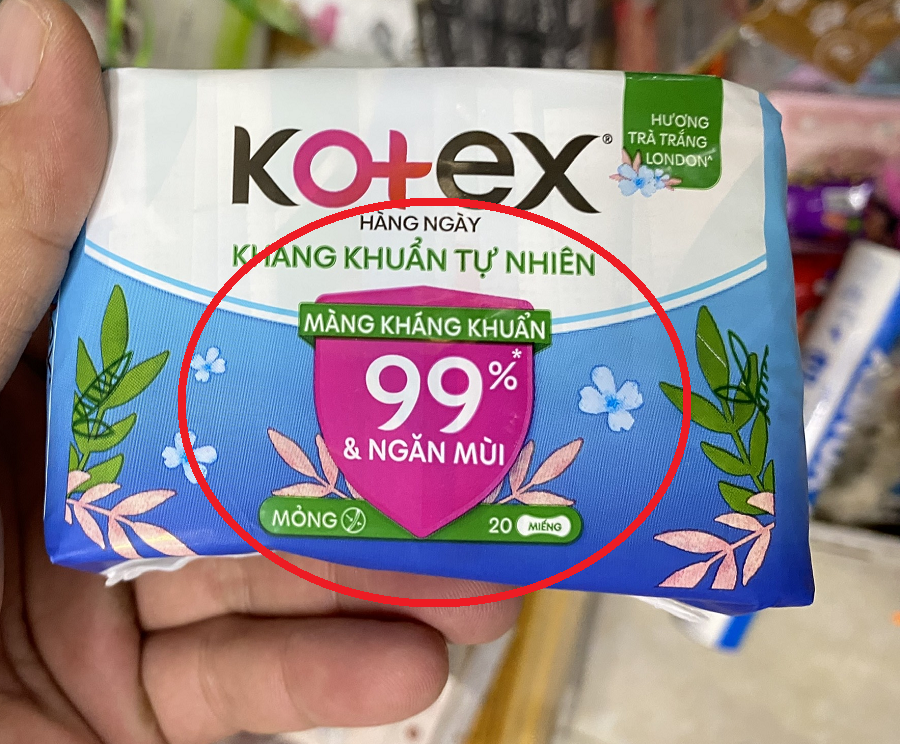 Kotex®
HƯƠNG
TRÀ TRẮNG
LONDON^
HÀNG NGÀY
KHÁNG KHUẨN TỰ NHIÊN
MÀNG KHÁNG KHUẨN
99%*
& NGĂN MÙI
MỎNG
20 MIẾNG